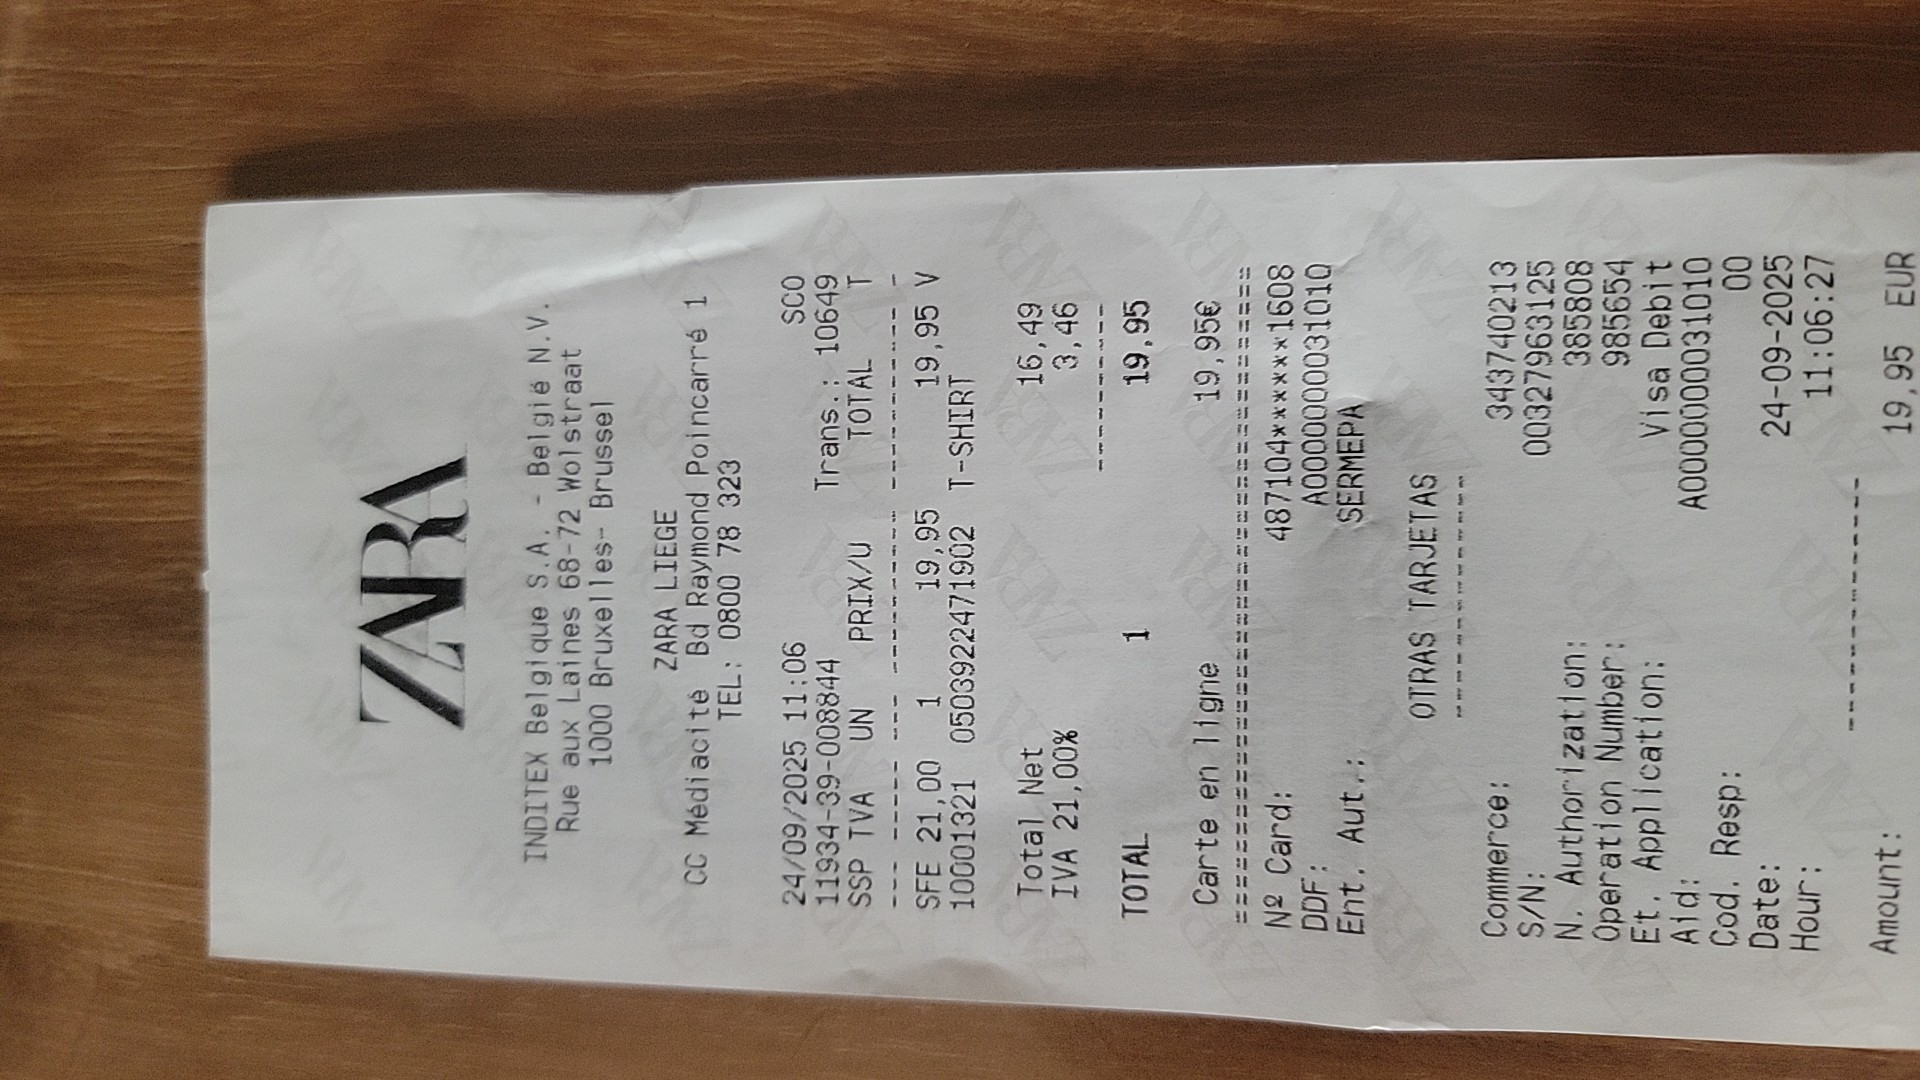 ZARA
INDITEX Belgique S.A. - België N.V.
Rue aux Laines 68-72 Wolstraat
1000 Bruxelles- Brussel
ZARA LIEGE
CC Médiacité Bd Raymond Poincarré 1
TEL: 0800 78 323
24/09/2025 11:06 SCO
11934-39-008844 Trans.: 10649
SSP TVA UN PRIX/U TOTAL T
--- ----- --- --------- ---------- -
SFE 21,00 1 19,95 19,95 V
10001321 05039224471902 T-SHIRT
Total Net 16,49
IVA 21,00% 3,46
----------
TOTAL 1 19,95
Carte en ligne 19,95€
========================================
Nº Card: 487104******1608
DDF: A0000000031010
Ent. Aut.: SERMEPA
OTRAS TARJETAS
---------------
Commerce: 343740213
S/N: 00327963125
N. Authorization: 385808
Operation Number: 985654
Et. Application: Visa Debit
Aid: A0000000031010
Cod. Resp: 00
Date: 24-09-2025
Hour: 11:06:27
----------------
Amount: 19,95 EUR